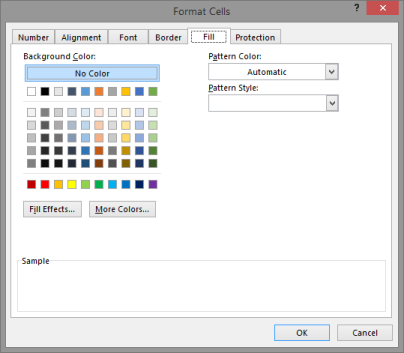 Format Cells
? ×
Number Alignment Font Border Fill Protection
Background Color:
No Color
Pattern Color:
Automatic
Pattern Style:
Fill Effects... More Colors...
Sample
OK Cancel